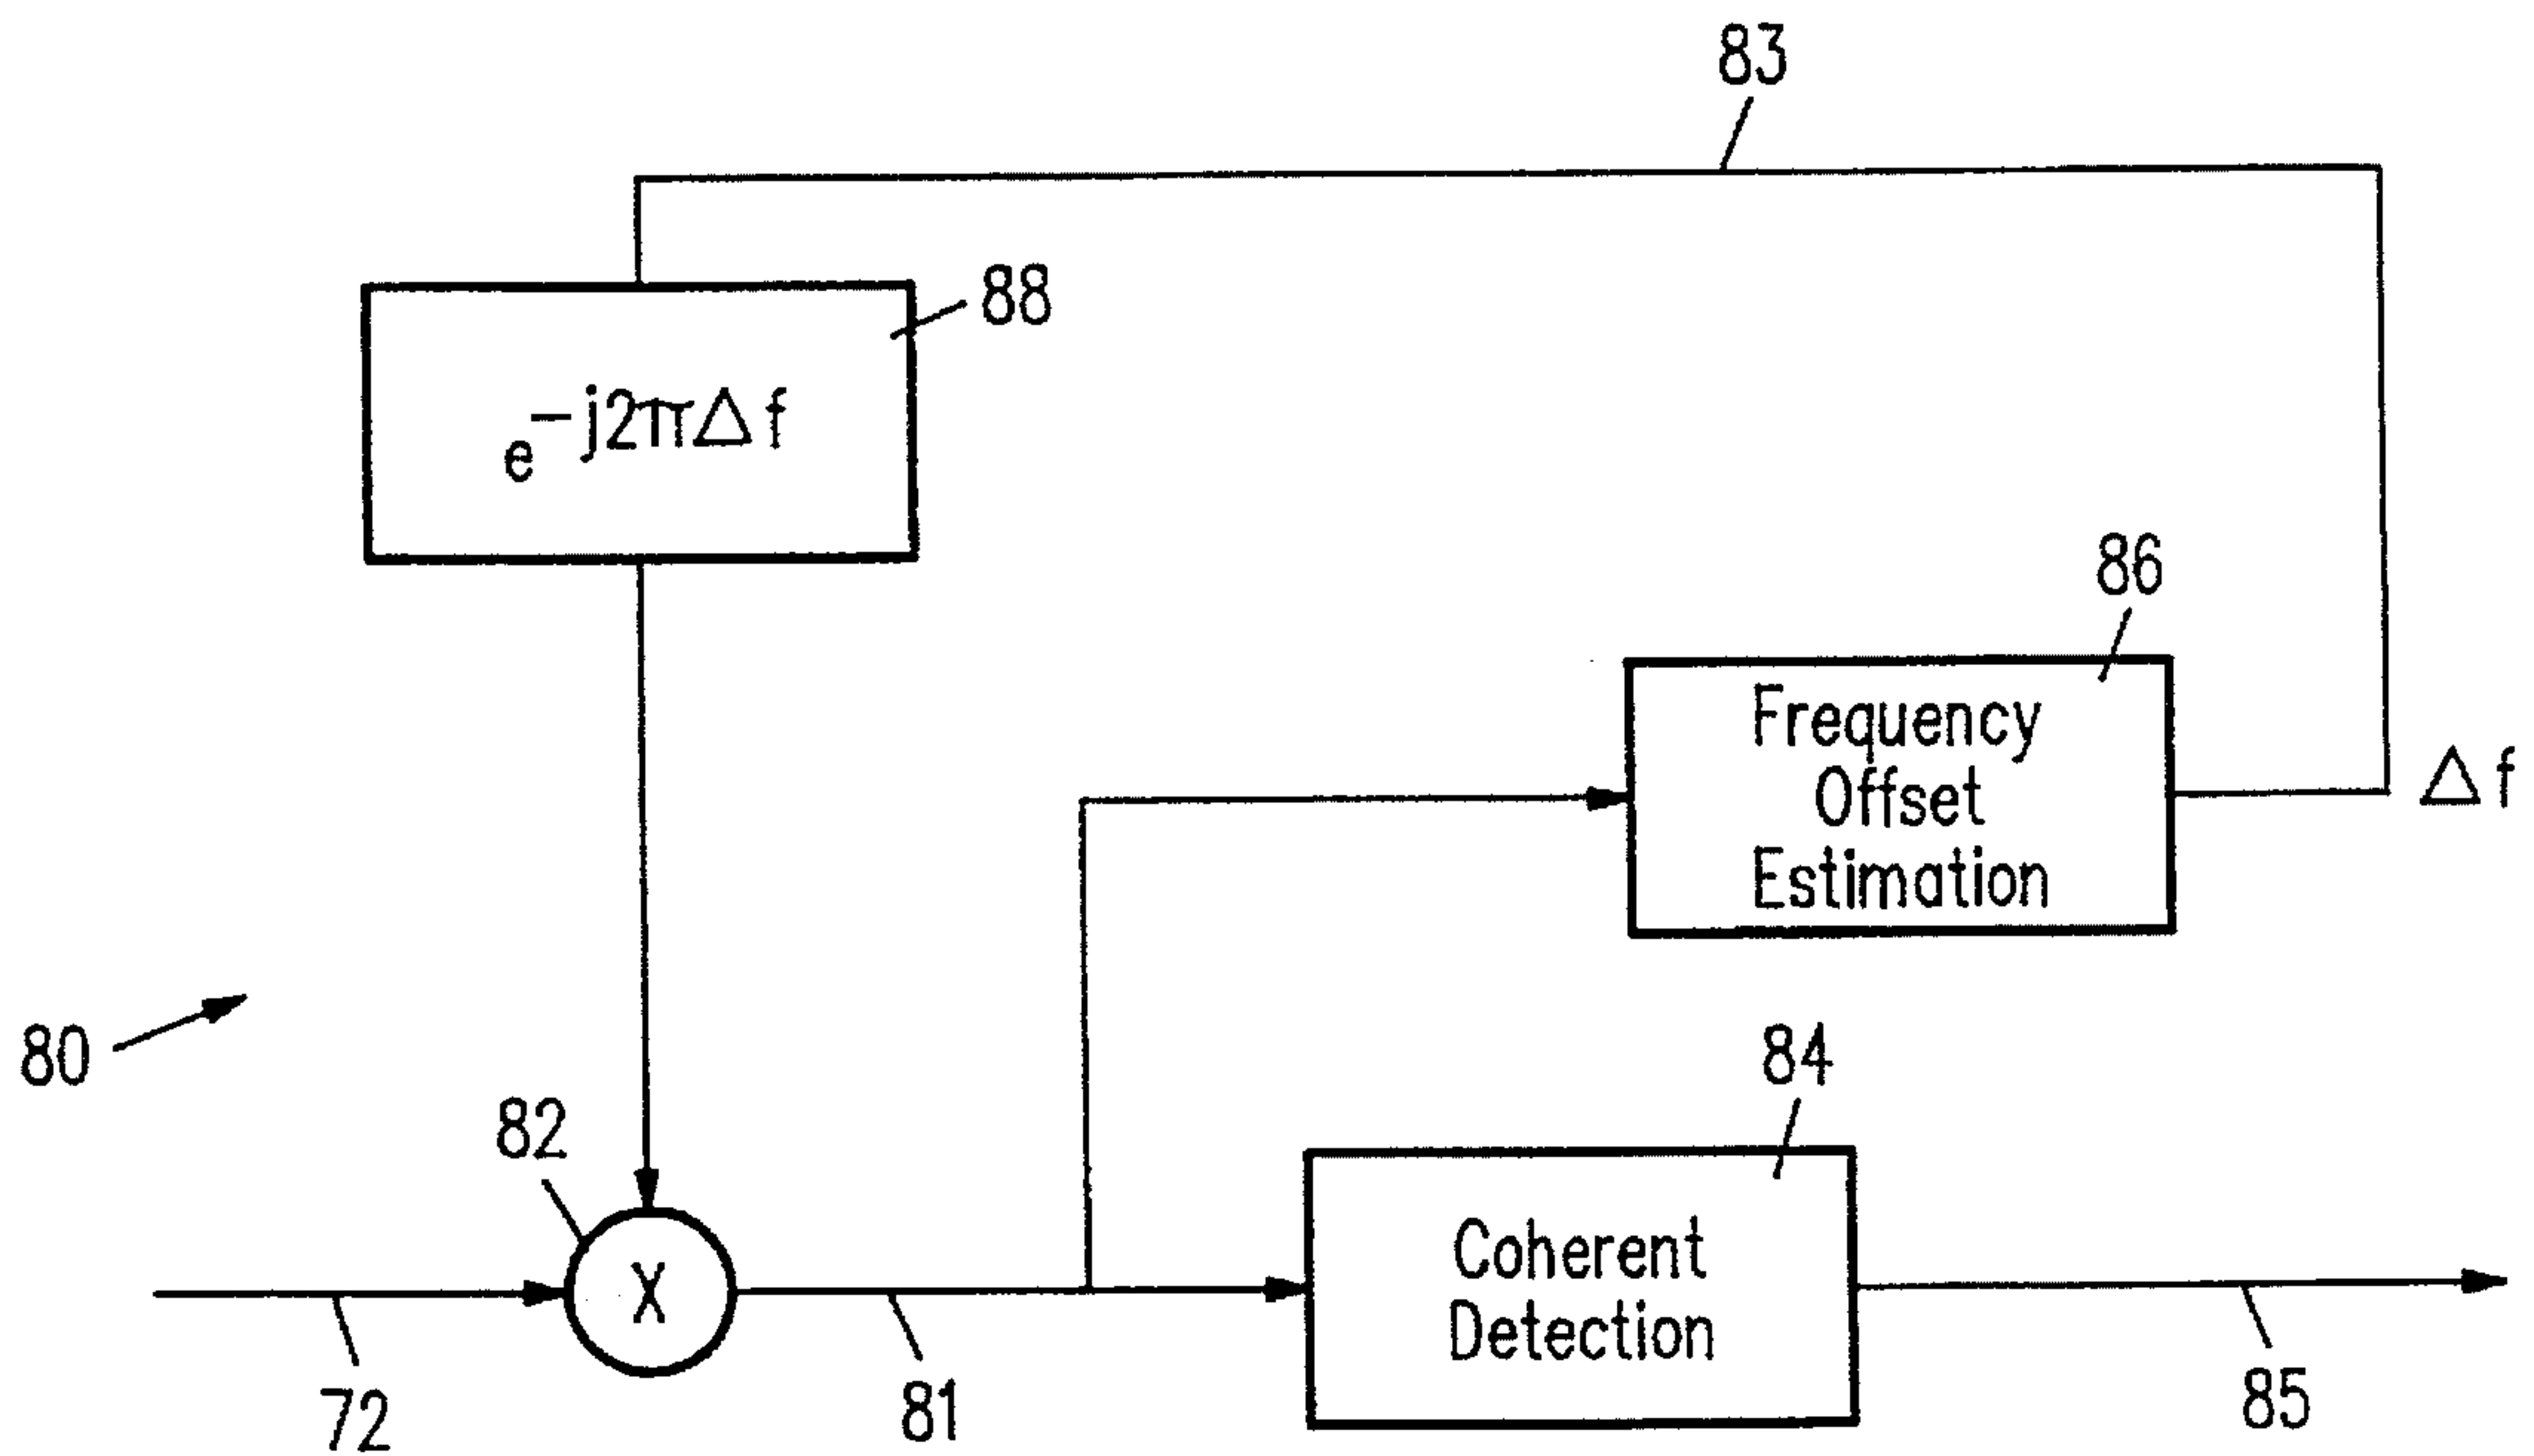 83
88
e^{-j2πΔf}
86
Frequency
Offset
Estimation
Δf
80
84
82
Coherent
Detection
X
72
81
85